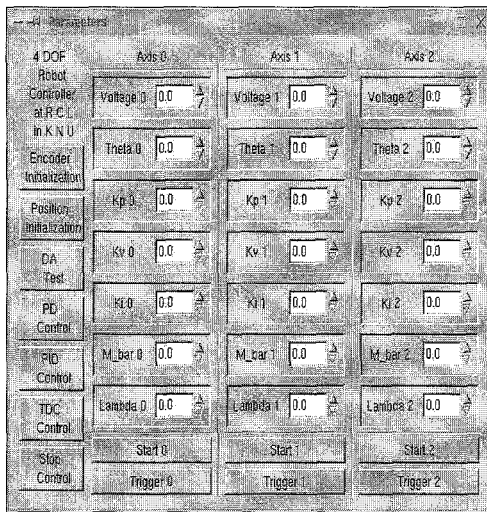 Parameters
4 DOF
Robot
Controller
at R C L
in K N U
Encoder
Initialization
Position
Initialization
DA
Test
PD
Control
PID
Control
TDC
Control
Stop
Control
Axis 0 Axis 1 Axis 2
Voltage 0 0.0 Voltage 1 0.0 Voltage 2 0.0
Theta 0 0.0 Theta 1 0.0 Theta 2 0.0
Kp 0 0.0 Kp 1 0.0 Kp 2 0.0
Kv 0 0.0 Kv 1 0.0 Kv 2 0.0
Ki 0 0.0 Ki 1 0.0 Ki 2 0.0
M_bar 0 0.0 M_bar 1 0.0 M_bar 2 0.0
Lambda 0 0.0 Lambda 1 0.0 Lambda 2 0.0
Start 0 Start 1 Start 2
Trigger 0 Trigger 1 Trigger 2